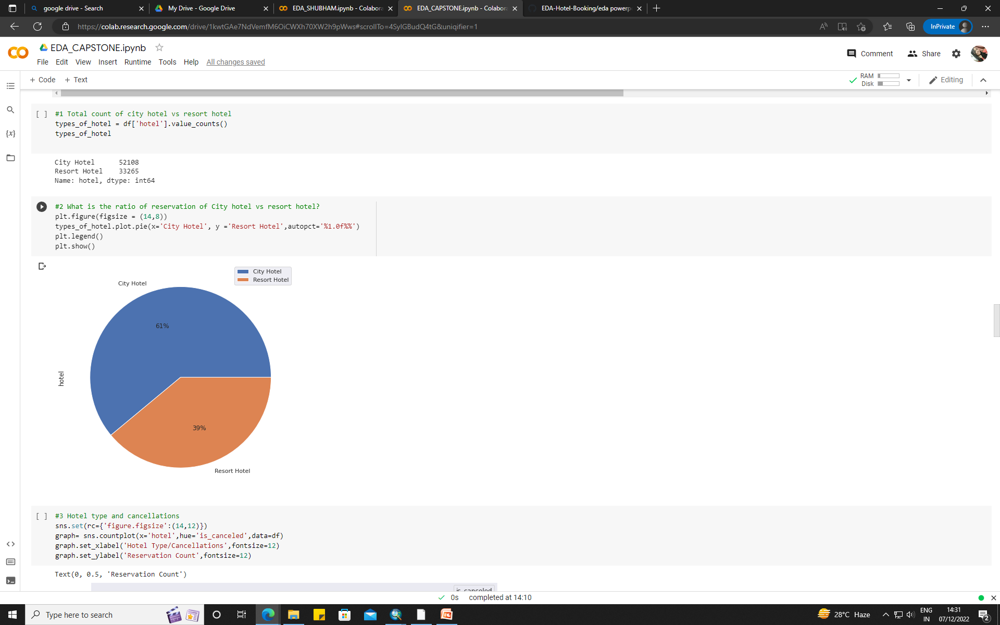 google drive - Search
My Drive - Google Drive
EDA_SHUBHAM.ipynb - Colabora
EDA_CAPSTONE.ipynb - Colabora
EDA-Hotel-Booking/eda powerp
https://colab.research.google.com/drive/1kwtGAe7NdVemfM6OiCWXh70XW2h9pWws#scrollTo=4SyIGBudQ4tG&uniqifier=1
InPrivate
EDA_CAPSTONE.ipynb
Comment
Share
File Edit View Insert Runtime Tools Help All changes saved
+ Code + Text
RAM
Disk
Editing
{x}
[ ] #1 Total count of city hotel vs resort hotel
types_of_hotel = df['hotel'].value_counts()
types_of_hotel
City Hotel 52108
Resort Hotel 33265
Name: hotel, dtype: int64
#2 What is the ratio of reservation of City hotel vs resort hotel?
plt.figure(figsize = (14,8))
types_of_hotel.plot.pie(x='City Hotel', y ='Resort Hotel',autopct='%1.0f%%')
plt.legend()
plt.show()
City Hotel
Resort Hotel
City Hotel
61%
hotel
39%
Resort Hotel
[ ] #3 Hotel type and cancellations
sns.set(rc={'figure.figsize':(14,12)})
graph= sns.countplot(x='hotel',hue='is_canceled',data=df)
graph.set_xlabel('Hotel Type/Cancellations',fontsize=12)
graph.set_ylabel('Reservation Count',fontsize=12)
Text(0, 0.5, 'Reservation Count')
is_canceled
0s completed at 14:10
Type here to search
28°C Haze
ENG
IN
14:31
07/12/2022
2